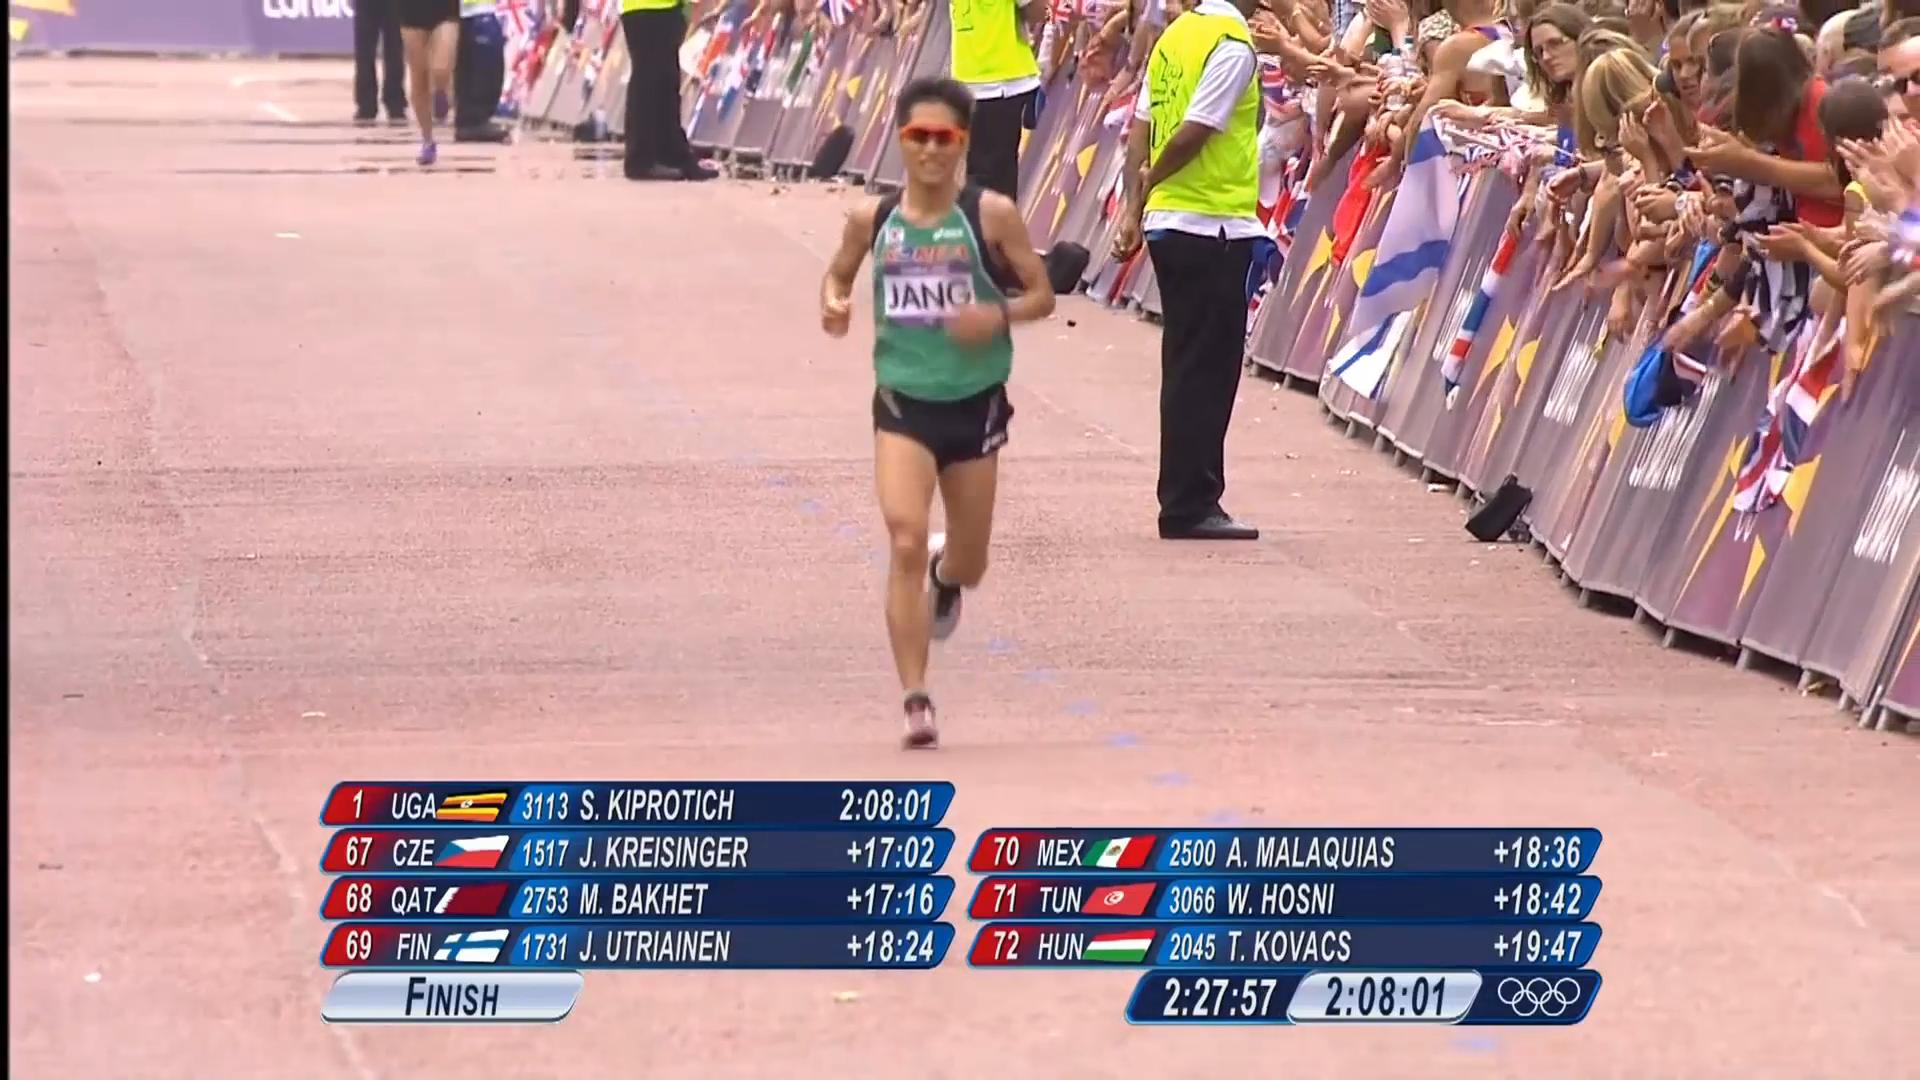 KOREA
JANG
1 UGA 3113 S. KIPROTICH 2:08:01
67 CZE 1517 J. KREISINGER +17:02
68 QAT 2753 M. BAKHET +17:16
69 FIN 1731 J. UTRIAINEN +18:24
70 MEX 2500 A. MALAQUIAS +18:36
71 TUN 3066 W. HOSNI +18:42
72 HUN 2045 T. KOVACS +19:47
FINISH
2:27:57 2:08:01